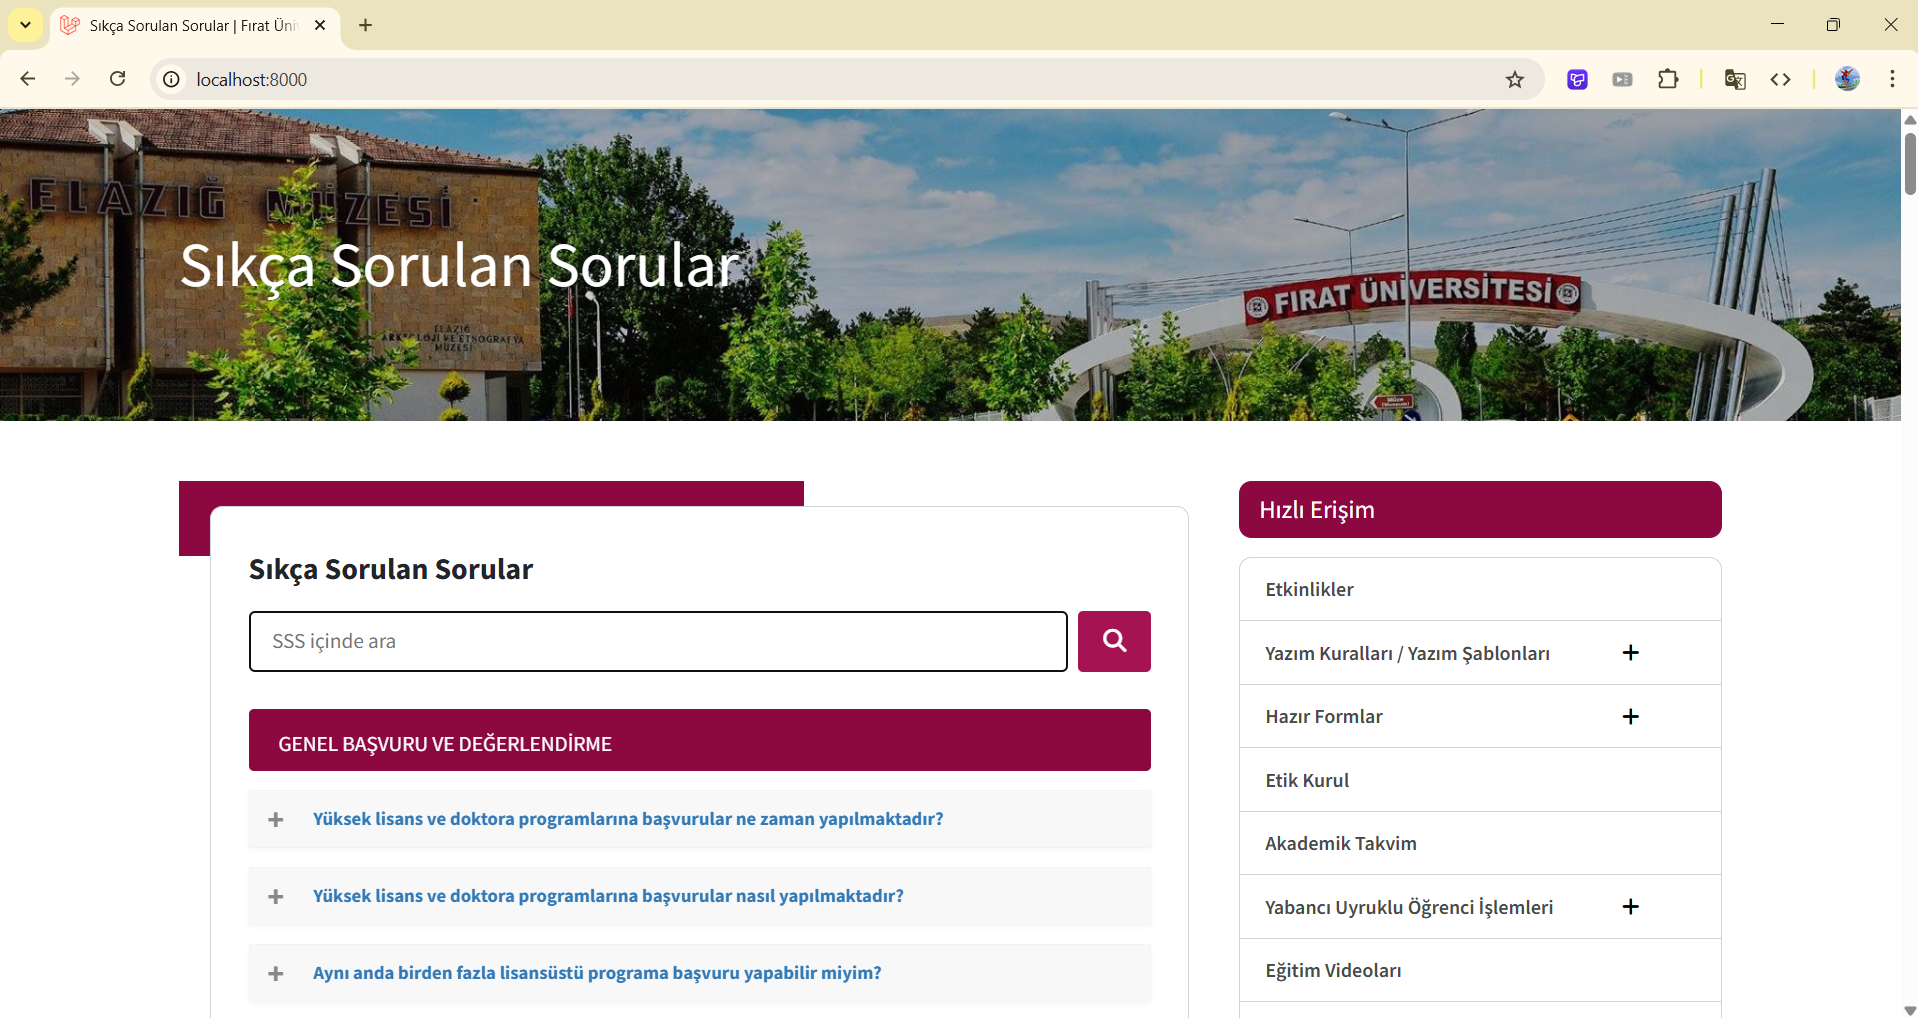 Sıkça Sorulan Sorular | Fırat Üni
localhost:8000
ELAZIĞ MÜZESİ
ELAZIĞ
ARKEOLOJİ VE ETNOGRAFYA
MÜZESİ
Sıkça Sorulan Sorular
FIRAT ÜNİVERSİTESİ
Müze
(Museum)
Sıkça Sorulan Sorular
SSS içinde ara
GENEL BAŞVURU VE DEĞERLENDİRME
Yüksek lisans ve doktora programlarına başvurular ne zaman yapılmaktadır?
Yüksek lisans ve doktora programlarına başvurular nasıl yapılmaktadır?
Aynı anda birden fazla lisansüstü programa başvuru yapabilir miyim?
Hızlı Erişim
Etkinlikler
Yazım Kuralları / Yazım Şablonları
Hazır Formlar
Etik Kurul
Akademik Takvim
Yabancı Uyruklu Öğrenci İşlemleri
Eğitim Videoları